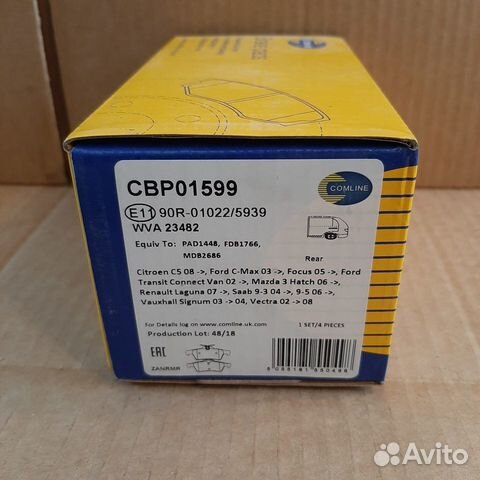 COMLINE
CBP01599
E11 90R-01022/5939
WVA 23482
Equiv To: PAD1448, FDB1766,
MDB2686
Rear
Citroen C5 08 ->, Ford C-Max 03 ->, Focus 05 ->, Ford
Transit Connect Van 02 ->, Mazda 3 Hatch 06 ->,
Renault Laguna 07 ->, Saab 9-3 04 ->, 9-5 06 ->,
Vauxhall Signum 03 -> 04, Vectra 02 -> 08
For Details log on www.comline.uk.com
1 SET/4 PIECES
Production Lot: 48/18
EAC
ZANRMR
Avito